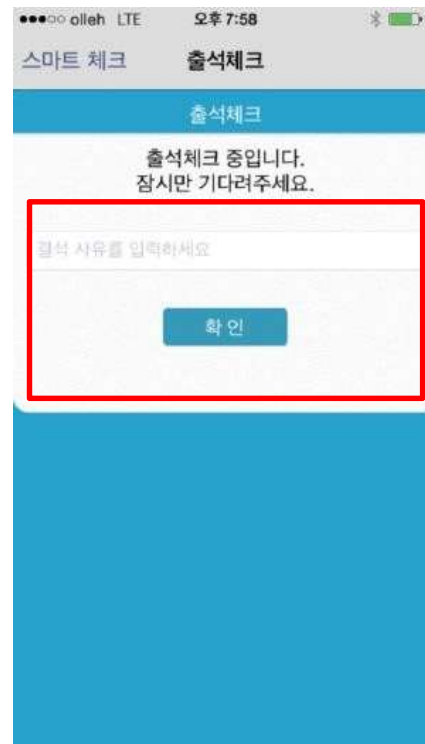 olleh LTE 오후 7:58
스마트 체크 출석체크
출석체크
출석체크 중입니다.
잠시만 기다려주세요.
결석 사유를 입력하세요
확인